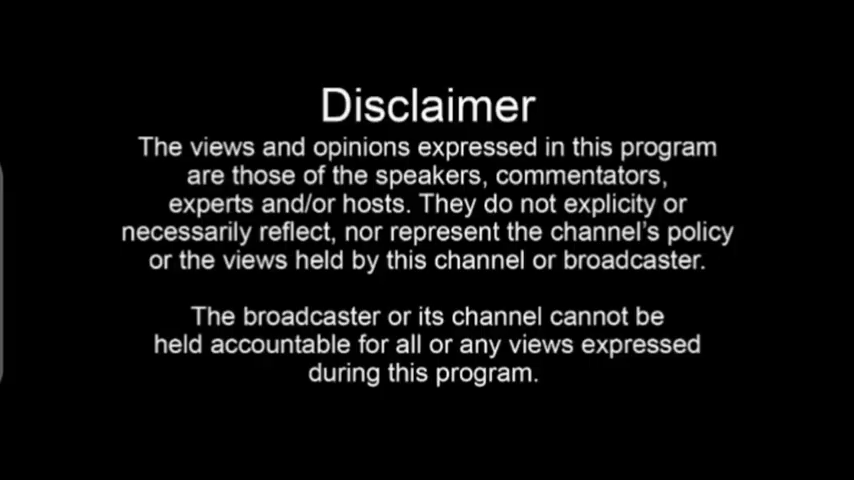 Disclaimer
The views and opinions expressed in this program
are those of the speakers, commentators,
experts and/or hosts. They do not explicity or
necessarily reflect, nor represent the channel's policy
or the views held by this channel or broadcaster.
The broadcaster or its channel cannot be
held accountable for all or any views expressed
during this program.